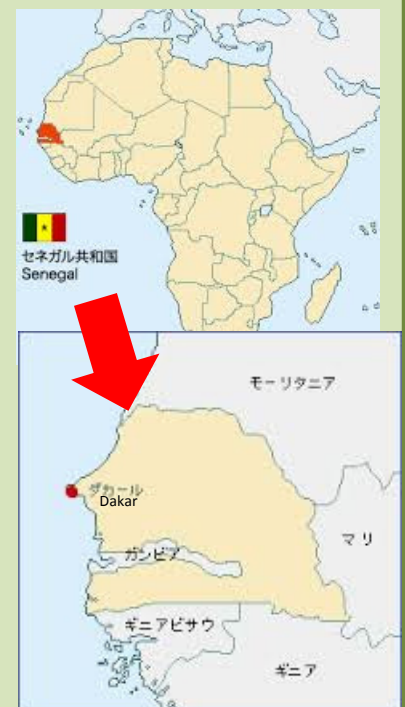 セネガル共和国
Senegal
モーリタニア
ダカール
Dakar
マリ
ガンビア
ギニアビサウ
ギニア